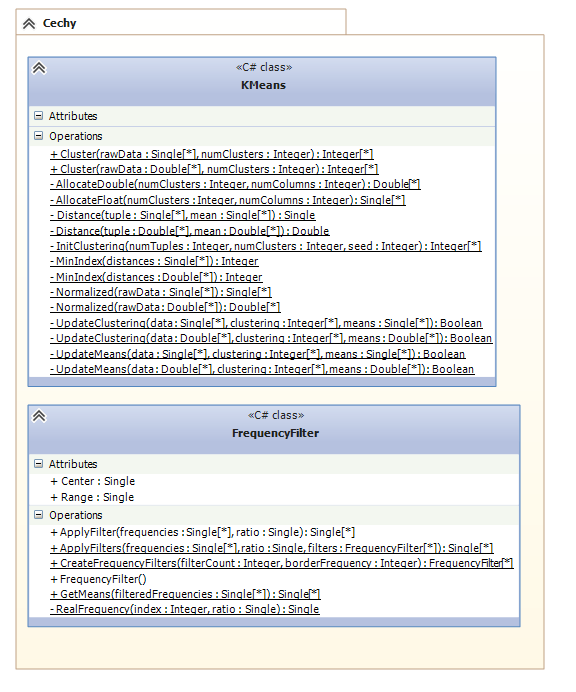 Cechy
«C# class»
KMeans
Attributes
Operations
+ Cluster(rawData : Single[*], numClusters : Integer) : Integer[*]
+ Cluster(rawData : Double[*], numClusters : Integer) : Integer[*]
- AllocateDouble(numClusters : Integer, numColumns : Integer) : Double[*]
- AllocateFloat(numClusters : Integer, numColumns : Integer) : Single[*]
- Distance(tuple : Single[*], mean : Single[*]) : Single
- Distance(tuple : Double[*], mean : Double[*]) : Double
- InitClustering(numTuples : Integer, numClusters : Integer, seed : Integer) : Integer[*]
- MinIndex(distances : Single[*]) : Integer
- MinIndex(distances : Double[*]) : Integer
- Normalized(rawData : Single[*]) : Single[*]
- Normalized(rawData : Double[*]) : Double[*]
- UpdateClustering(data : Single[*], clustering : Integer[*], means : Single[*]) : Boolean
- UpdateClustering(data : Double[*], clustering : Integer[*], means : Double[*]) : Boolean
- UpdateMeans(data : Single[*], clustering : Integer[*], means : Single[*]) : Boolean
- UpdateMeans(data : Double[*], clustering : Integer[*], means : Double[*]) : Boolean
«C# class»
FrequencyFilter
Attributes
+ Center : Single
+ Range : Single
Operations
+ ApplyFilter(frequencies : Single[*], ratio : Single) : Single[*]
+ ApplyFilters(frequencies : Single[*], ratio : Single, filters : FrequencyFilter[*]) : Single[*]
+ CreateFrequencyFilters(filterCount : Integer, borderFrequency : Integer) : FrequencyFilter[*]
+ FrequencyFilter()
+ GetMeans(filteredFrequencies : Single[*]) : Single[*]
- RealFrequency(index : Integer, ratio : Single) : Single